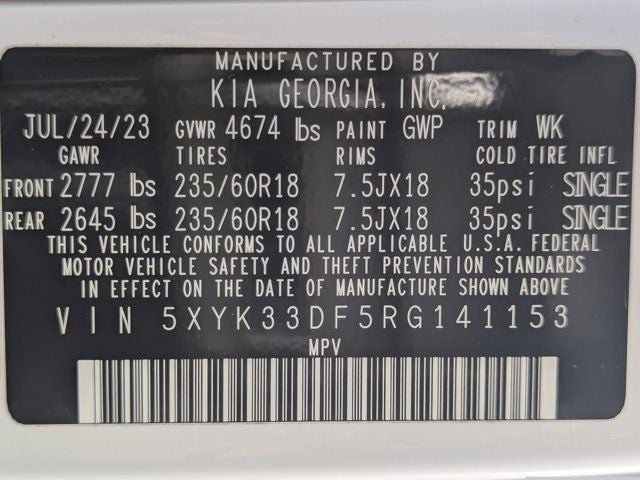 MANUFACTURED BY
KIA GEORGIA, INC.
JUL/24/23 GVWR 4674 lbs PAINT GWP TRIM WK
GAWR TIRES RIMS COLD TIRE INFL
FRONT 2777 lbs 235/60R18 7.5JX18 35psi SINGLE
REAR 2645 lbs 235/60R18 7.5JX18 35psi SINGLE
THIS VEHICLE CONFORMS TO ALL APPLICABLE U.S.A. FEDERAL
MOTOR VEHICLE SAFETY AND THEFT PREVENTION STANDARDS
IN EFFECT ON THE DATE OF MANUFACTURING SHOWN ABOVE
VIN 5XYK33DF5RG141153
MPV